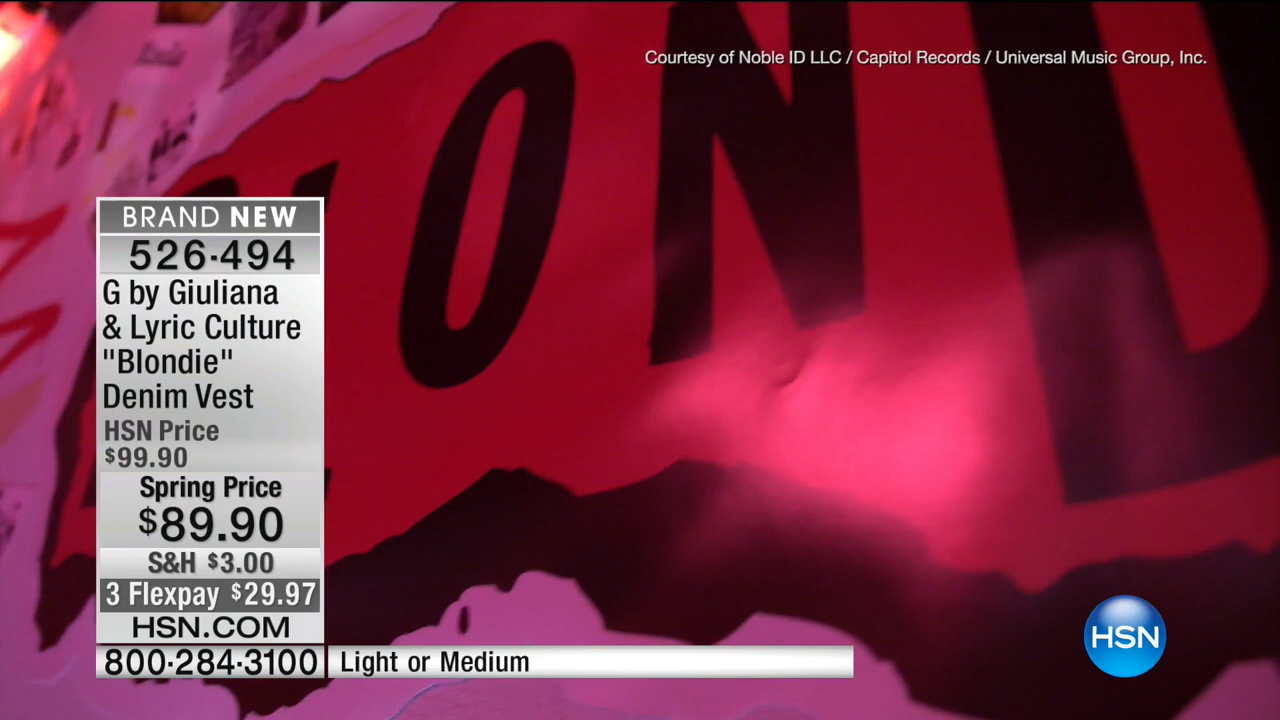 Courtesy of Noble ID LLC / Capitol Records / Universal Music Group, Inc.
OND
BRAND NEW
526-494
G by Giuliana
& Lyric Culture
"Blondie"
Denim Vest
HSN Price
$99.90
Spring Price
$89.90
S&H $3.00
3 Flexpay $29.97
HSN.COM
800-284-3100
Light or Medium
HSN